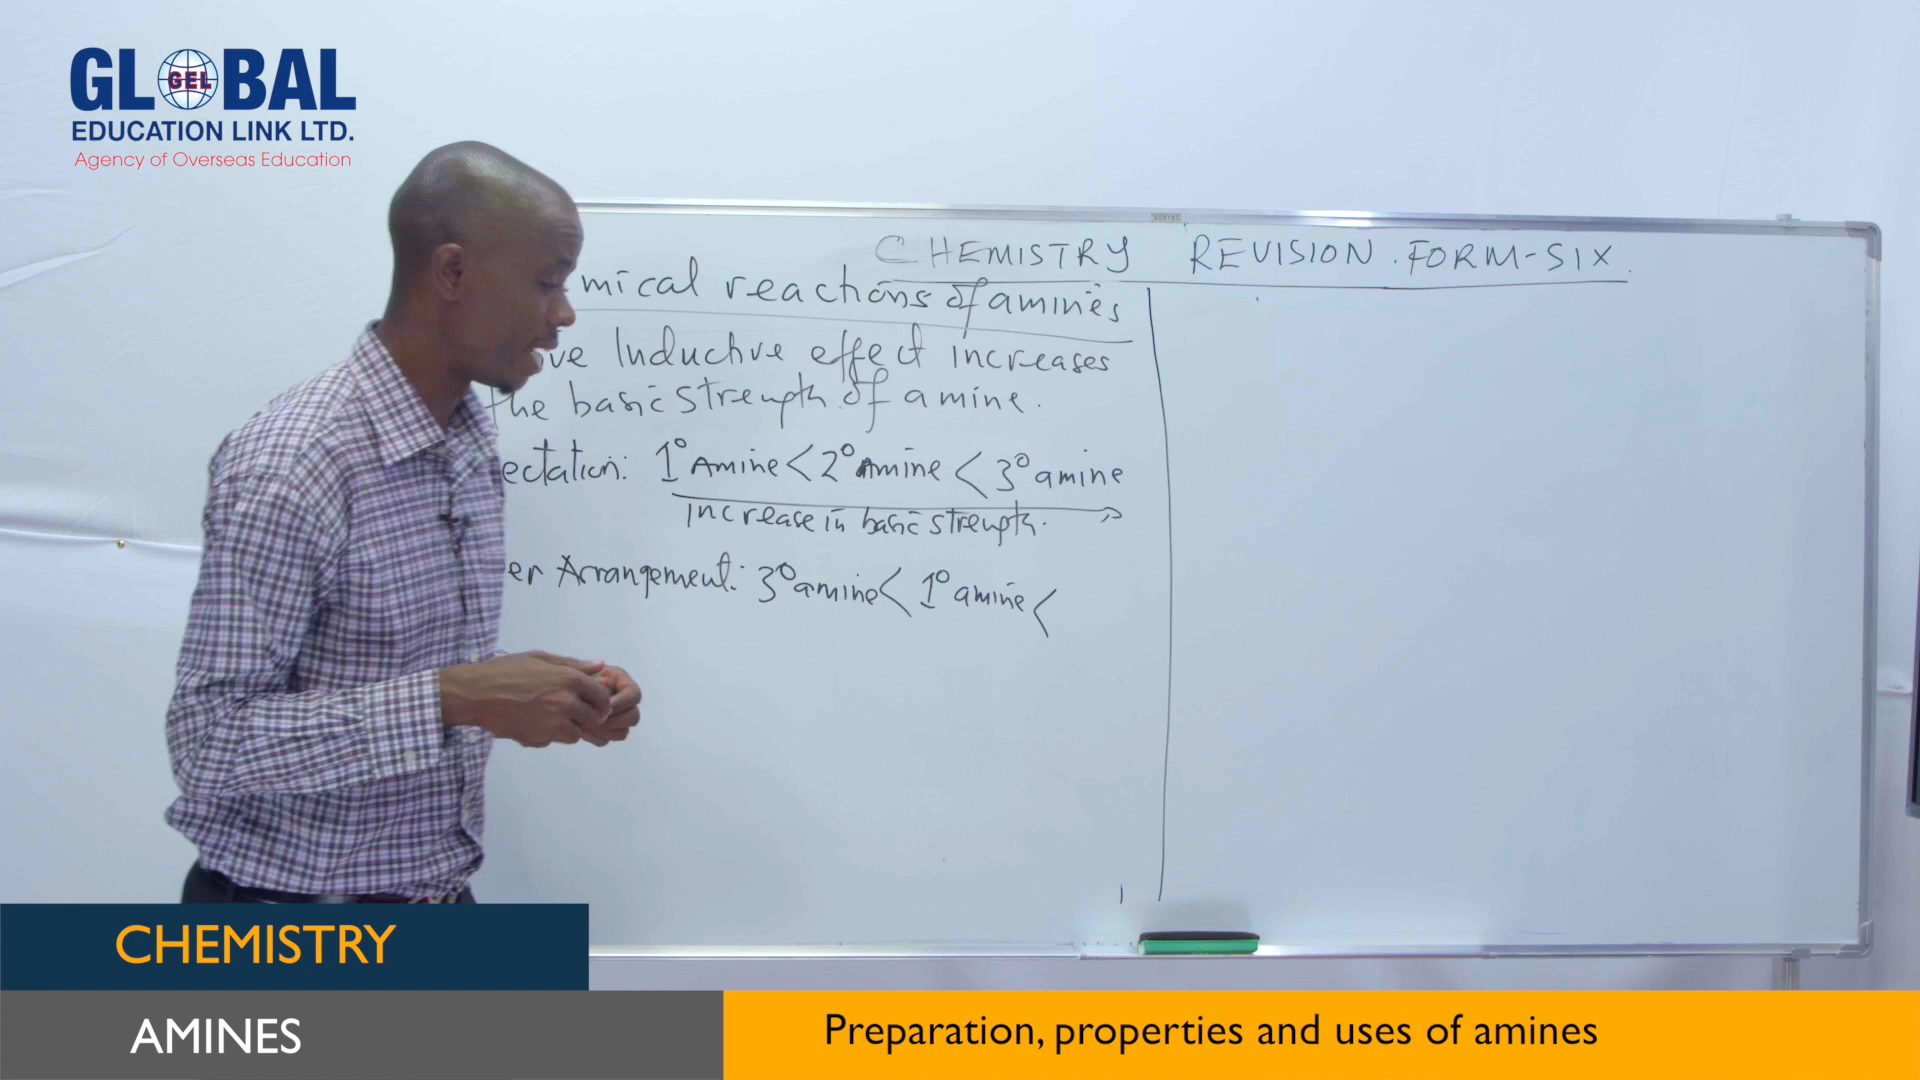 GLOBAL
GEL
EDUCATION LINK LTD.
Agency of Overseas Education
CHEMISTRY REVISION. FORM-SIX.
mical reactions of amines
ve Inductive effect increases
the basic strength of amine.
ectation: 1° Amine < 2° Amine < 3° amine
increase in basic strength.
er Arrangement: 3° amine < 1° amine <
CHEMISTRY
AMINES
Preparation, properties and uses of amines